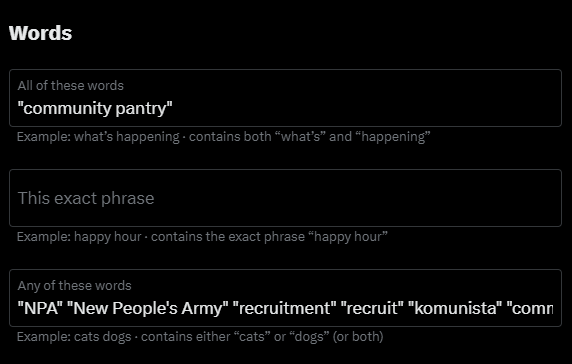 Words
All of these words
"community pantry"
Example: what’s happening · contains both “what’s” and “happening”
This exact phrase
Example: happy hour · contains the exact phrase “happy hour”
Any of these words
"NPA" "New People's Army" "recruitment" "recruit" "komunista"
Example: cats dogs · contains either “cats” or “dogs” (or both)